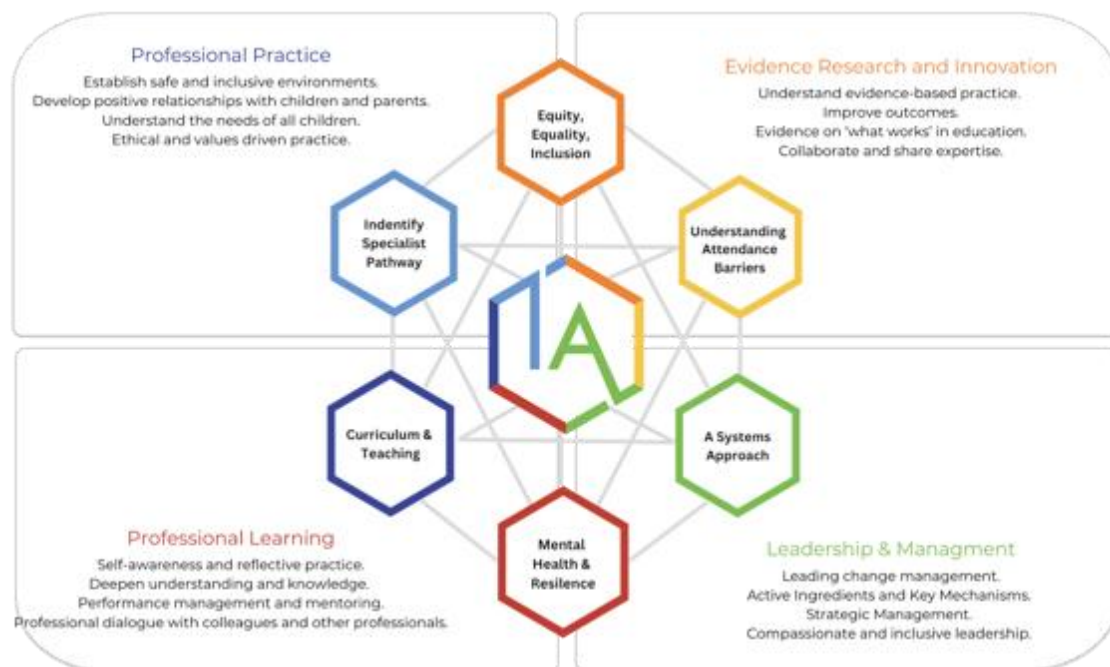 Professional Practice
Establish safe and inclusive environments.
Develop positive relationships with children and parents.
Understand the needs of all children.
Ethical and values driven practice.
Evidence Research and Innovation
Understand evidence-based practice.
Improve outcomes.
Evidence on 'what works' in education.
Collaborate and share expertise.
Equity,
Equality,
Inclusion
Indentify
Specialist
Pathway
Understanding
Attendance
Barriers
1A
Curriculum &
Teaching
A Systems
Approach
Mental
Health &
Resilence
Professional Learning
Self-awareness and reflective practice.
Deepen understanding and knowledge.
Performance management and mentoring.
Professional dialogue with colleagues and other professionals.
Leadership & Managment
Leading change management.
Active Ingredients and Key Mechanisms.
Strategic Management.
Compassionate and inclusive leadership.